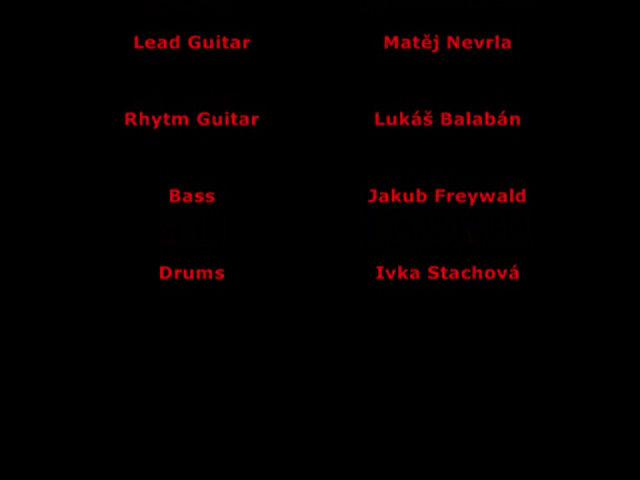 Lead Guitar Matěj Nevrla
Rhytm Guitar Lukáš Balabán
Bass Jakub Freywald
Drums Ivka Stachová